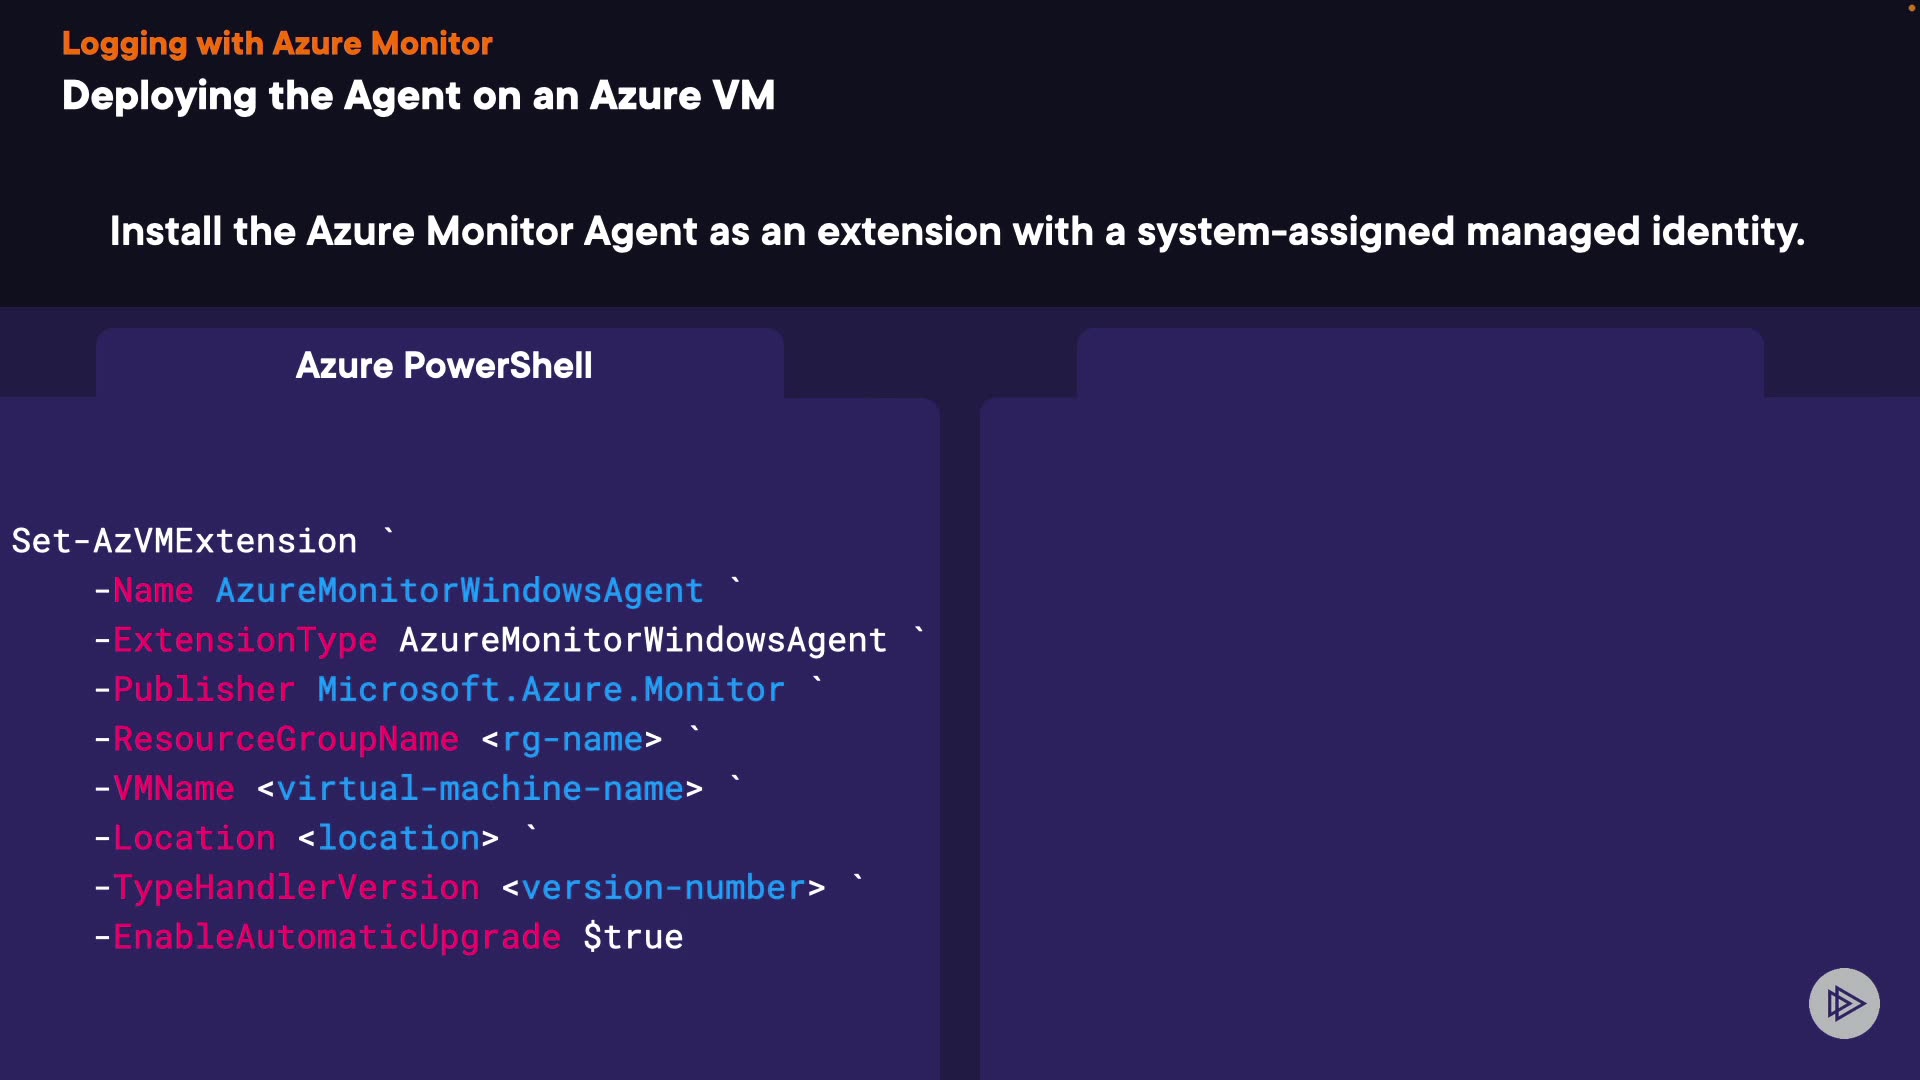 Logging with Azure Monitor
Deploying the Agent on an Azure VM
Install the Azure Monitor Agent as an extension with a system-assigned managed identity.
Azure PowerShell
Set-AzVMExtension `
-Name AzureMonitorWindowsAgent `
-ExtensionType AzureMonitorWindowsAgent `
-Publisher Microsoft.Azure.Monitor `
-ResourceGroupName <rg-name> `
-VMName <virtual-machine-name> `
-Location <location> `
-TypeHandlerVersion <version-number> `
-EnableAutomaticUpgrade $true